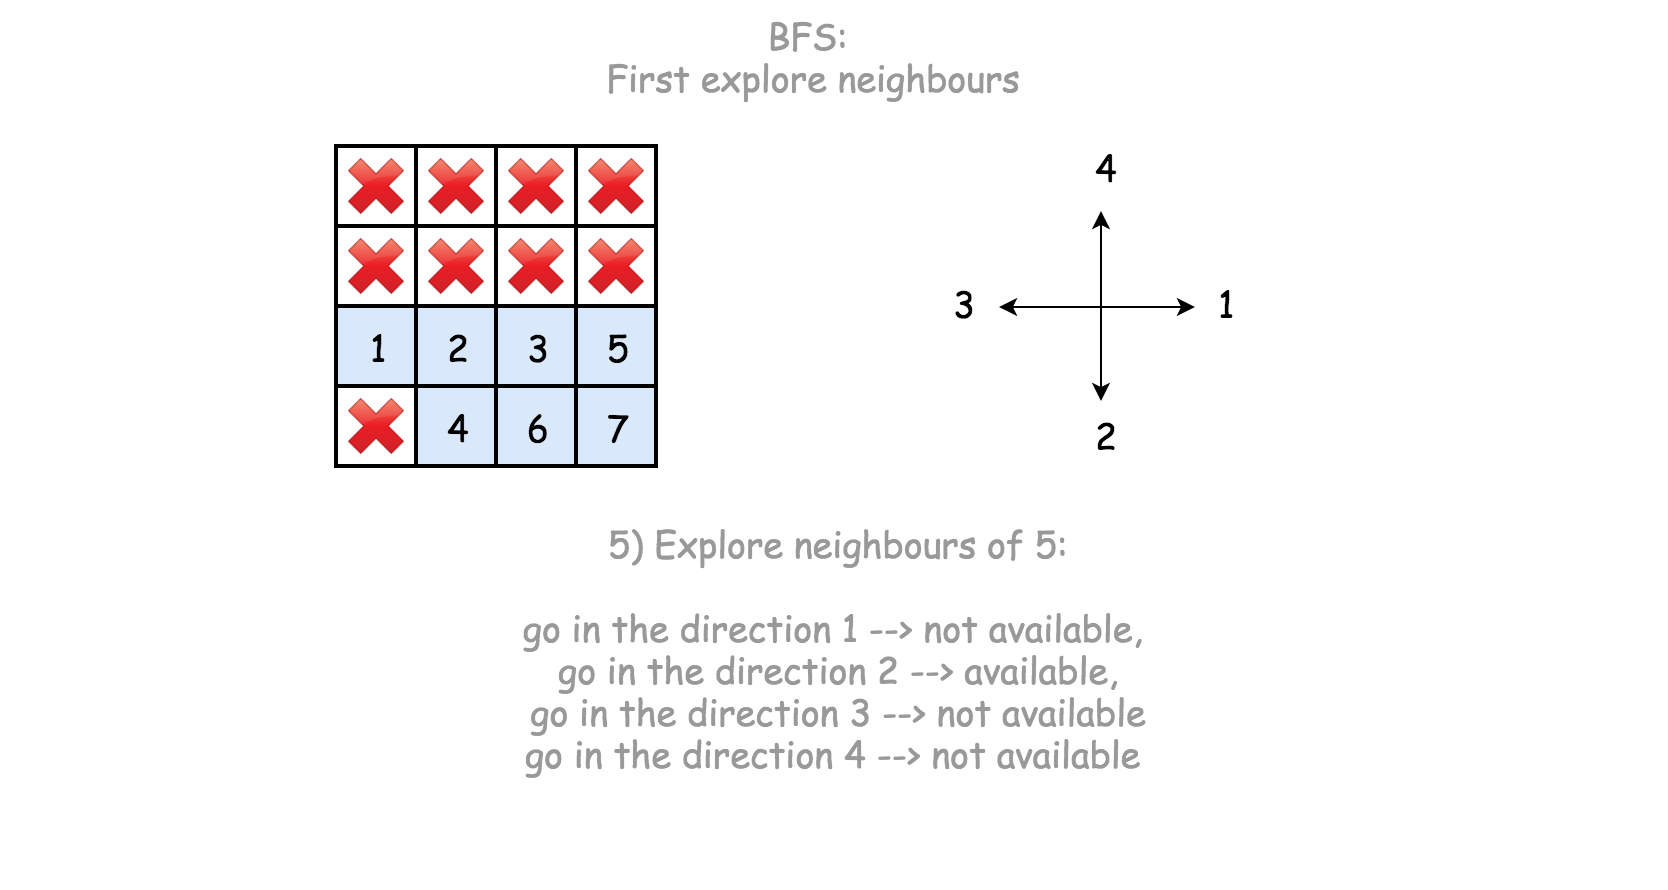 BFS:
First explore neighbours
1 2 3 5
4 6 7
4
3 1
2
5) Explore neighbours of 5:
go in the direction 1 --> not available,
go in the direction 2 --> available,
go in the direction 3 --> not available
go in the direction 4 --> not available